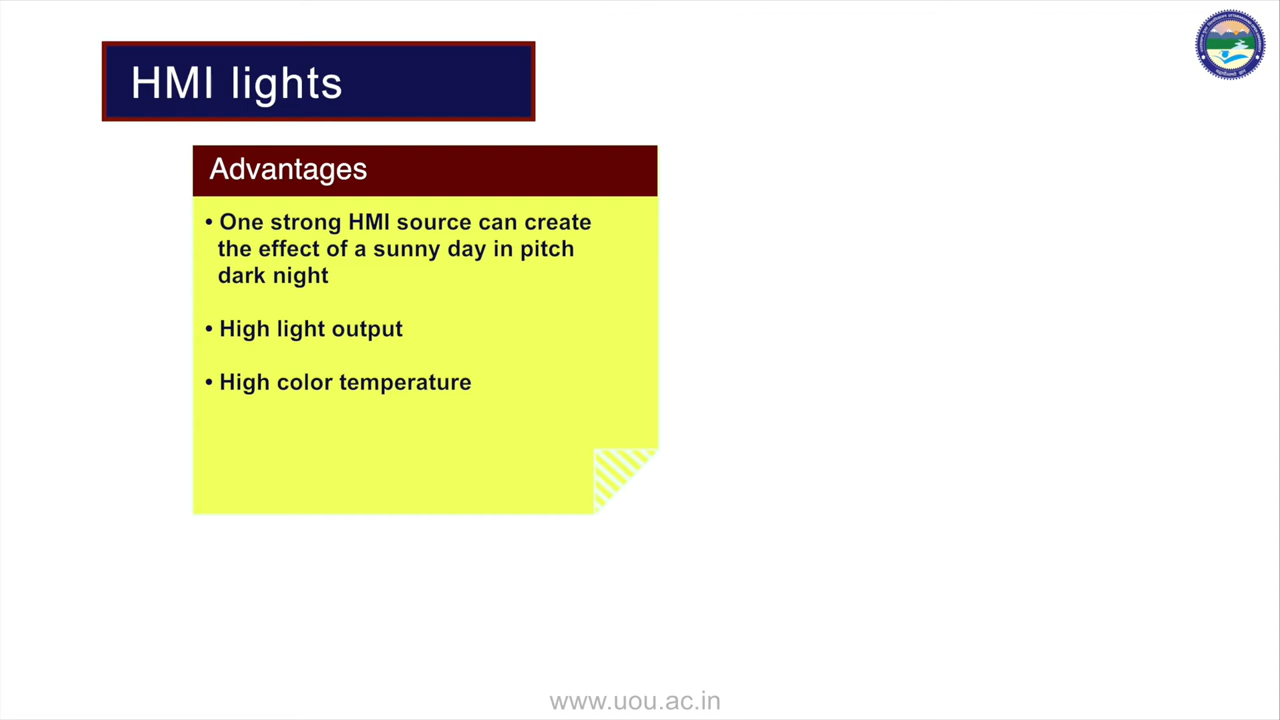 HMI lights
Advantages
• One strong HMI source can create
the effect of a sunny day in pitch
dark night
• High light output
• High color temperature
www.uou.ac.in